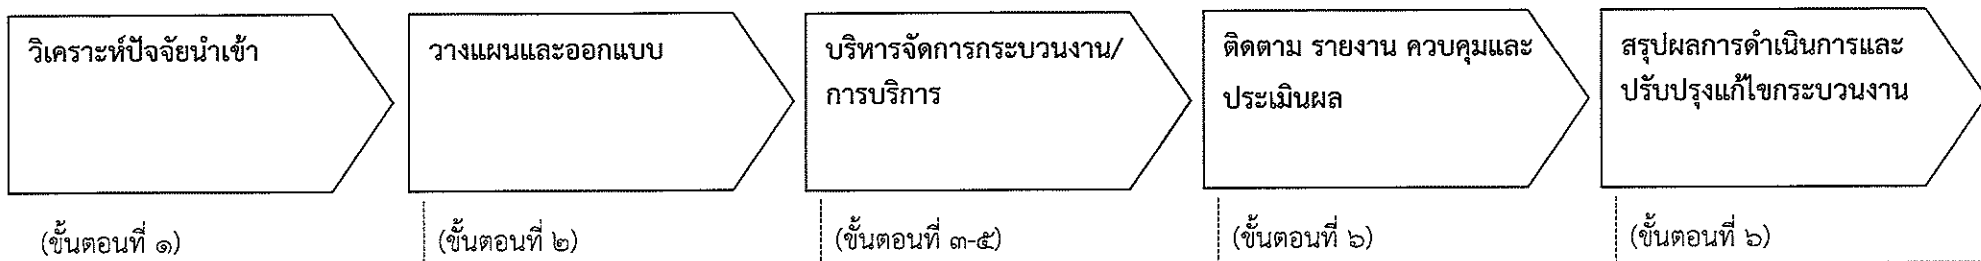 วิเคราะห์ปัจจัยนำเข้า
วางแผนและออกแบบ
บริหารจัดการกระบวนงาน/
การบริการ
ติดตาม รายงาน ควบคุมและ
ประเมินผล
สรุปผลการดำเนินการและ
ปรับปรุงแก้ไขกระบวนงาน
(ขั้นตอนที่ ๑)
(ขั้นตอนที่ ๒)
(ขั้นตอนที่ ๓-๕)
(ขั้นตอนที่ ๖)
(ขั้นตอนที่ ๖)